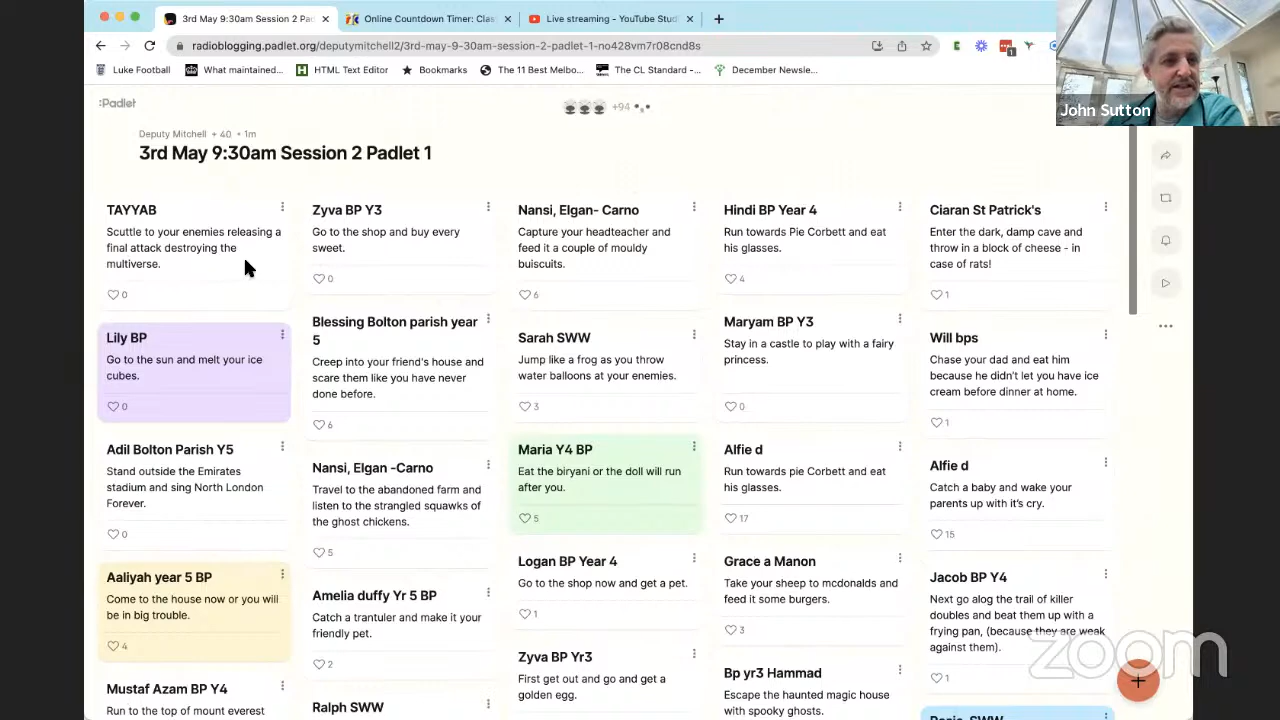 3rd May 9:30am Session 2 Pa
Online Countdown Timer: Clas
Live streaming - YouTube Stud
radioblogging.padlet.org/deputymitchell2/3rd-may-9-30am-session-2-padlet-1-no428vm7r08cnd8s
Luke Football
What maintained...
HTML Text Editor
Bookmarks
The 11 Best Melbo...
The CL Standard -...
December Newsle...
John Sutton
:Padlet
+94
Deputy Mitchell + 40 • 1m
3rd May 9:30am Session 2 Padlet 1
TAYYAB
Scuttle to your enemies releasing a
final attack destroying the
multiverse.
0
Lily BP
Go to the sun and melt your ice
cubes.
0
Adil Bolton Parish Y5
Stand outside the Emirates
stadium and sing North London
Forever.
0
Aaliyah year 5 BP
Come to the house now or you will
be in big trouble.
4
Mustaf Azam BP Y4
Run to the top of mount everest
Zyva BP Y3
Go to the shop and buy every
sweet.
0
Blessing Bolton parish year
5
Creep into your friend's house and
scare them like you have never
done before.
6
Nansi, Elgan -Carno
Travel to the abandoned farm and
listen to the strangled squawks of
the ghost chickens.
5
Amelia duffy Yr 5 BP
Catch a trantuler and make it your
friendly pet.
2
Ralph SWW
Nansi, Elgan- Carno
Capture your headteacher and
feed it a couple of mouldy
buiscuits.
6
Sarah SWW
Jump like a frog as you throw
water balloons at your enemies.
3
Maria Y4 BP
Eat the biryani or the doll will run
after you.
5
Logan BP Year 4
Go to the shop now and get a pet.
1
Zyva BP Yr3
First get out and go and get a
golden egg.
Hindi BP Year 4
Run towards Pie Corbett and eat
his glasses.
4
Maryam BP Y3
Stay in a castle to play with a fairy
princess.
0
Alfie d
Run towards pie Corbett and eat
his glasses.
17
Grace a Manon
Take your sheep to mcdonalds and
feed it some burgers.
3
Bp yr3 Hammad
Escape the haunted magic house
with spooky ghosts.
Ciaran St Patrick's
Enter the dark, damp cave and
throw in a block of cheese - in
case of rats!
1
Will bps
Chase your dad and eat him
because he didn't let you have ice
cream before dinner at home.
1
Alfie d
Catch a baby and wake your
parents up with it's cry.
15
Jacob BP Y4
Next go alog the trail of killer
doubles and beat them up with a
frying pan, (because they are weak
against them).
1
zoom